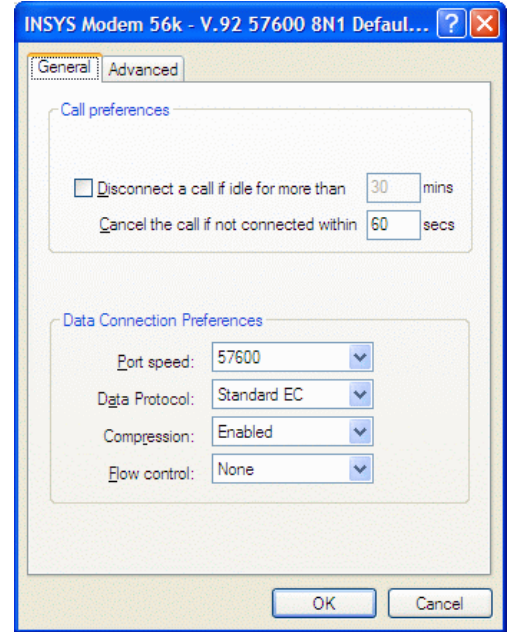 INSYS Modem 56k - V.92 57600 8N1 Defaul... ?
General Advanced
Call preferences
Disconnect a call if idle for more than 30 mins
Cancel the call if not connected within 60 secs
Data Connection Preferences
Port speed: 57600
Data Protocol: Standard EC
Compression: Enabled
Flow control: None
OK Cancel